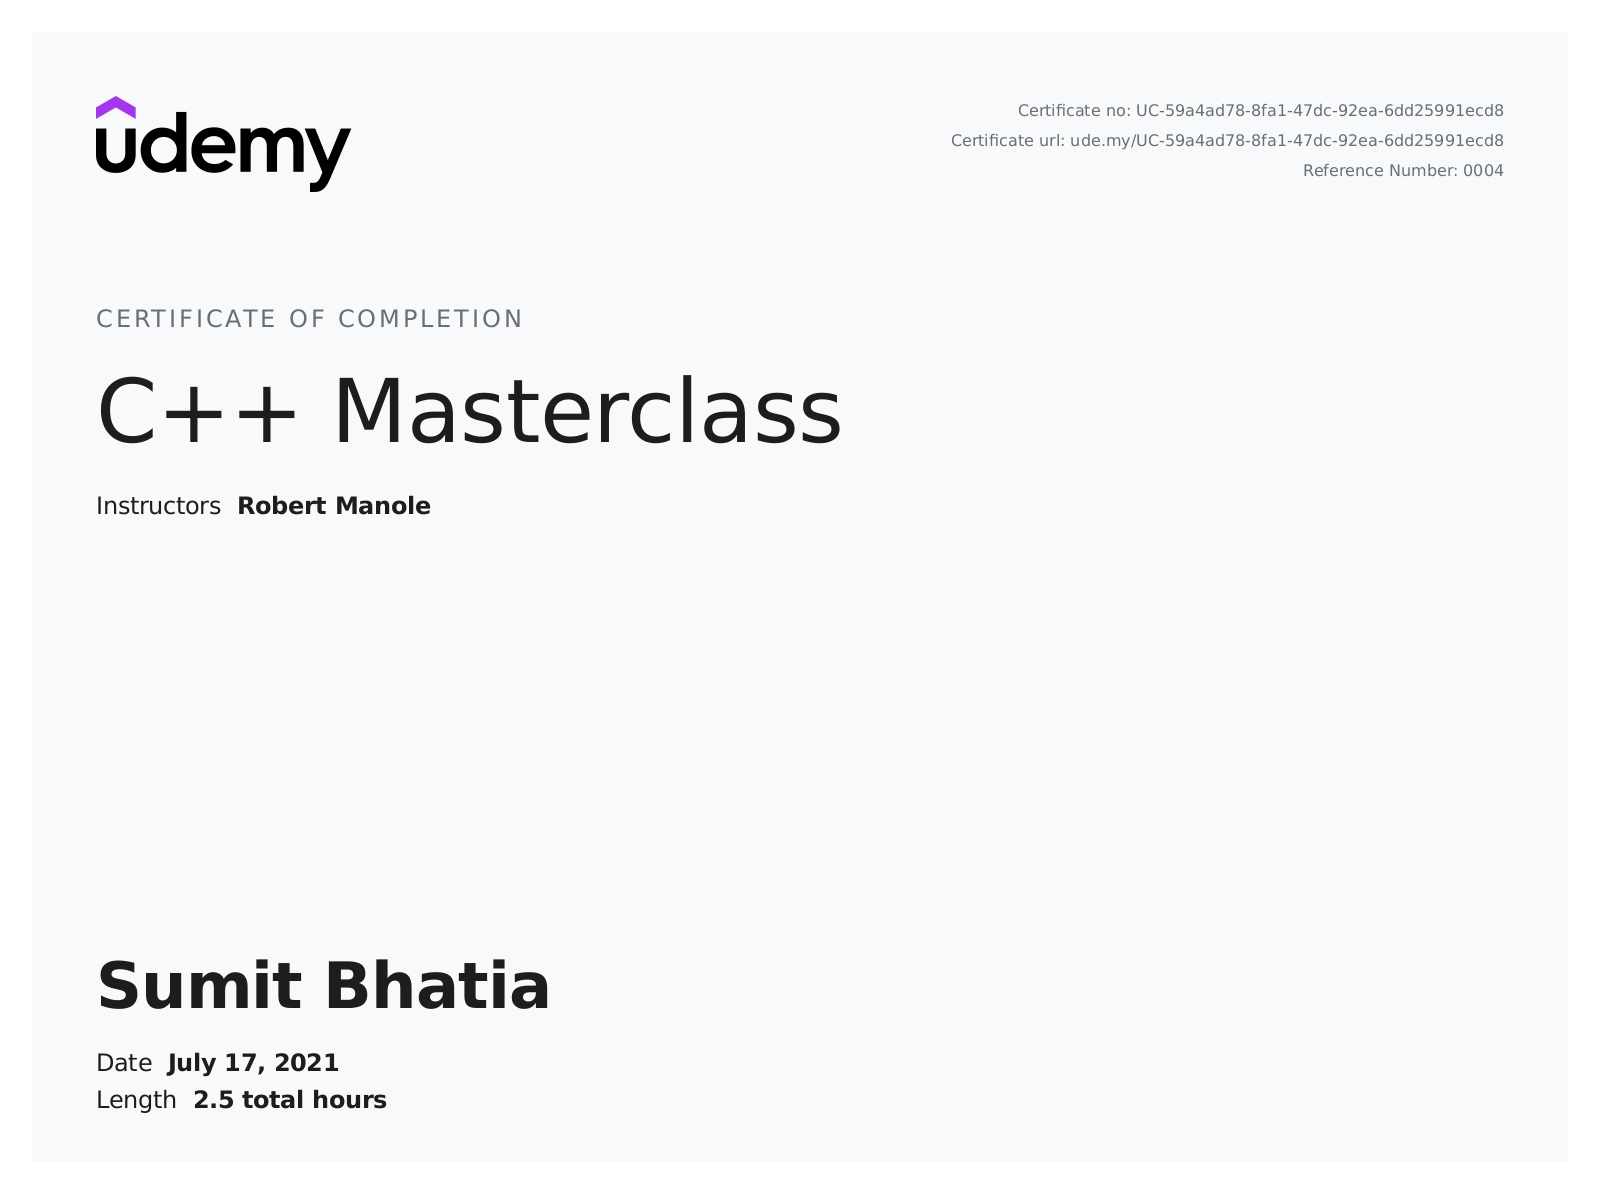 udemy
Certificate no: UC-59a4ad78-8fa1-47dc-92ea-6dd25991ecd8
Certificate url: ude.my/UC-59a4ad78-8fa1-47dc-92ea-6dd25991ecd8
Reference Number: 0004
CERTIFICATE OF COMPLETION
C++ Masterclass
Instructors Robert Manole
Sumit Bhatia
Date July 17, 2021
Length 2.5 total hours